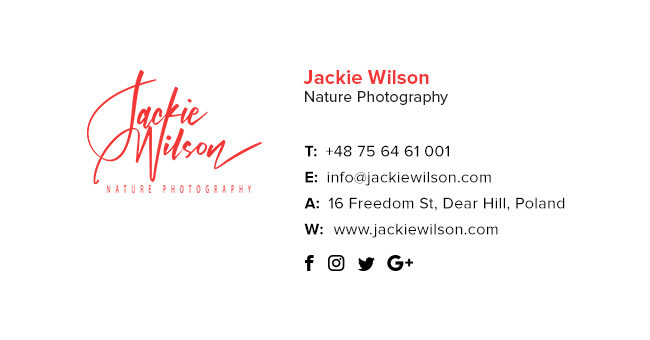 Jackie
Wilson
NATURE PHOTOGRAPHY
Jackie Wilson
Nature Photography
T: +48 75 64 61 001
E: info@jackiewilson.com
A: 16 Freedom St, Dear Hill, Poland
W: www.jackiewilson.com